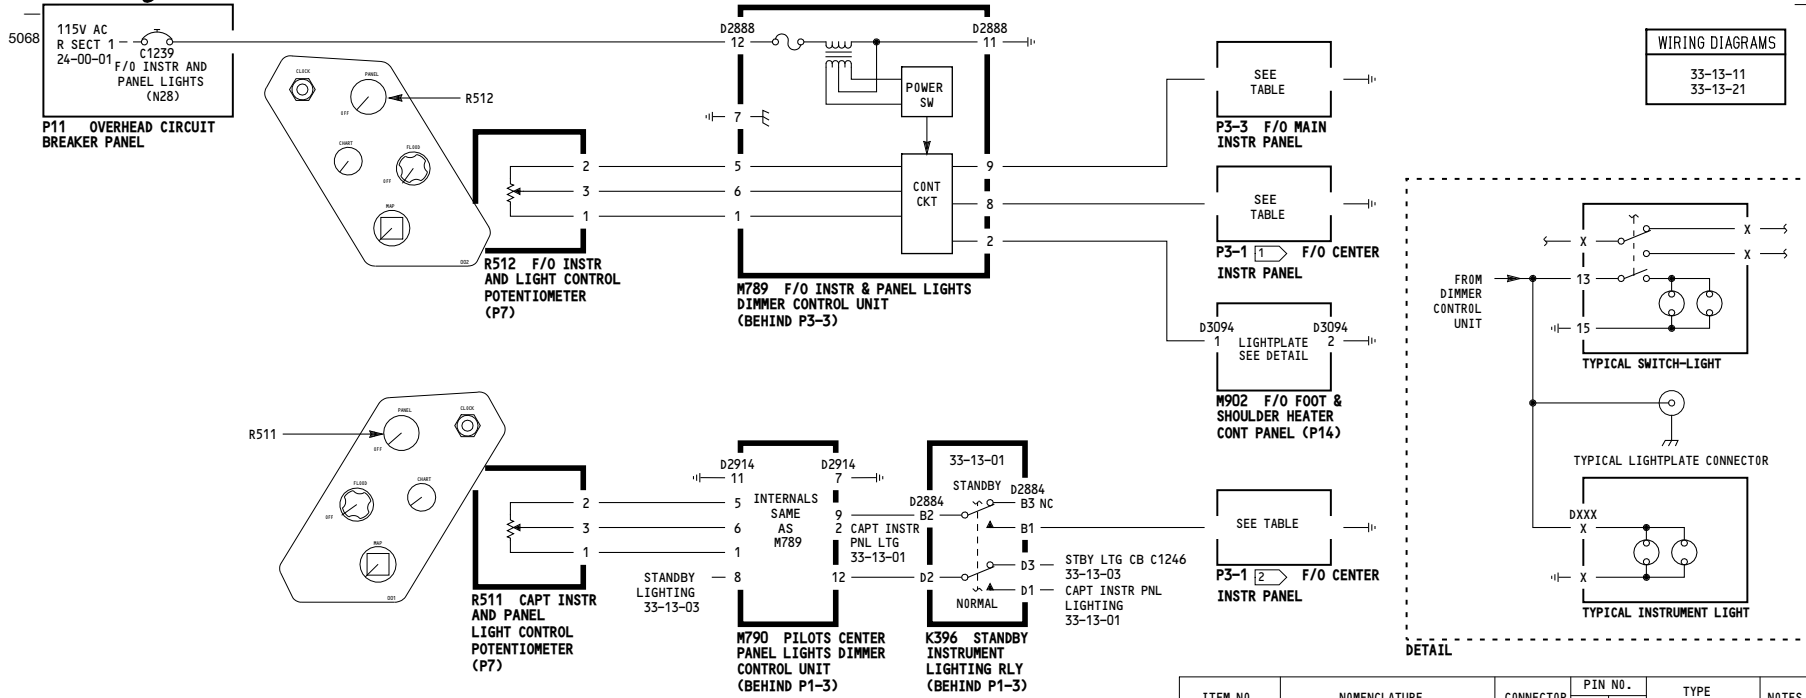 5068
115V AC
R SECT 1
24-00-01
C1239
F/O INSTR AND
PANEL LIGHTS
(N28)
P11 OVERHEAD CIRCUIT
BREAKER PANEL
CLOCK
PANEL
OFF
CHART
FLOOD
OFF
MAP
002
R512
2
3
1
R512 F/O INSTR
AND LIGHT CONTROL
POTENTIOMETER
(P7)
D2888
12
7
5
6
1
POWER
SW
CONT
CKT
D2888
11
9
8
2
M789 F/O INSTR & PANEL LIGHTS
DIMMER CONTROL UNIT
(BEHIND P3-3)
SEE
TABLE
P3-3 F/O MAIN
INSTR PANEL
SEE
TABLE
P3-1 1 F/O CENTER
INSTR PANEL
D3094
1
LIGHTPLATE
SEE DETAIL
D3094
2
M902 F/O FOOT &
SHOULDER HEATER
CONT PANEL (P14)
WIRING DIAGRAMS
33-13-11
33-13-21
FROM
DIMMER
CONTROL
UNIT
X
13
15
X
X
TYPICAL SWITCH-LIGHT
TYPICAL LIGHTPLATE CONNECTOR
DXXX
X
X
TYPICAL INSTRUMENT LIGHT
DETAIL
R511
PANEL
OFF
CLOCK
FLOOD
OFF
CHART
MAP
001
2
3
1
R511 CAPT INSTR
AND PANEL
LIGHT CONTROL
POTENTIOMETER
(P7)
STANDBY
LIGHTING
33-13-03
D2914
11
5
6
1
8
INTERNALS
SAME
AS
M789
D2914
7
9
2
12
CAPT INSTR
PNL LTG
33-13-01
M790 PILOTS CENTER
PANEL LIGHTS DIMMER
CONTROL UNIT
(BEHIND P1-3)
33-13-01
STANDBY
D2884
B2
D2
NORMAL
D2884
B3 NC
B1
D3
D1
STBY LTG CB C1246
33-13-03
CAPT INSTR PNL
LIGHTING
33-13-01
K396 STANDBY
INSTRUMENT
LIGHTING RLY
(BEHIND P1-3)
SEE TABLE
P3-1 2 F/O CENTER
INSTR PANEL
PIN NO.
ITEM NO. NOMENCLATURE CONNECTOR TYPE NOTES